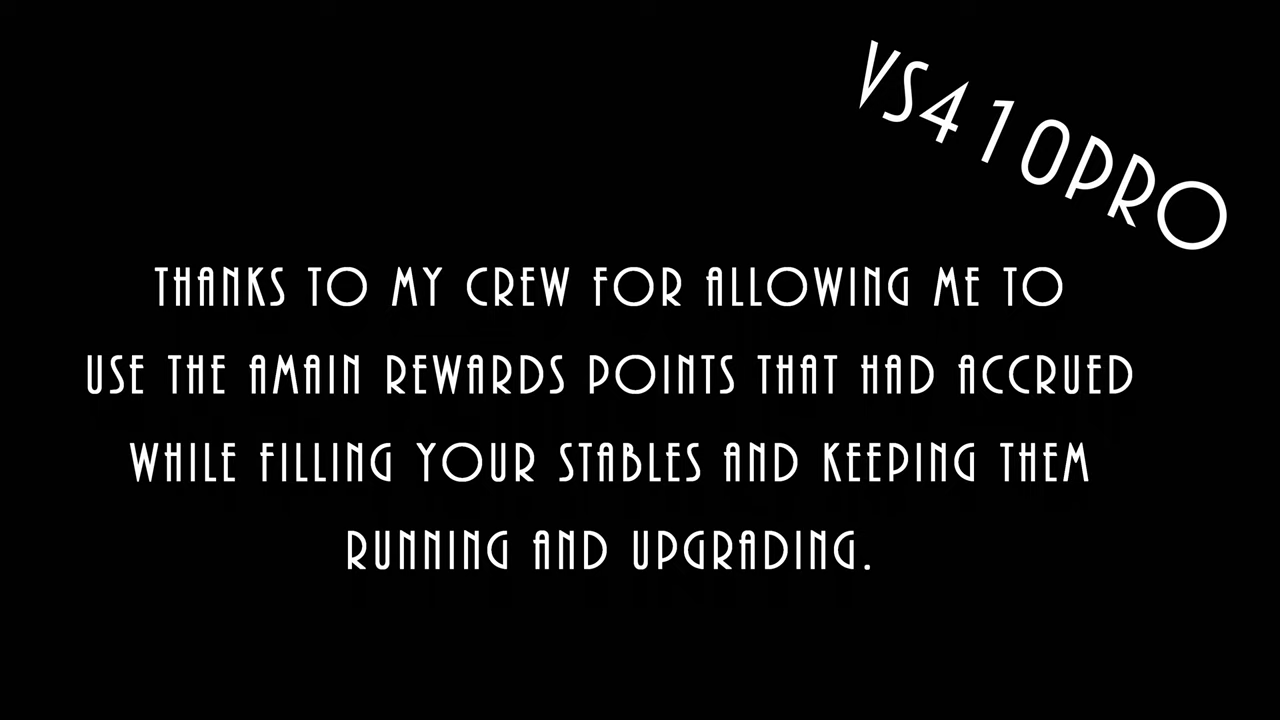 VS410PRO
THANKS TO MY CREW FOR ALLOWING ME TO
USE THE AMAIN REWARDS POINTS THAT HAD ACCRUED
WHILE FILLING YOUR STABLES AND KEEPING THEM
RUNNING AND UPGRADING.